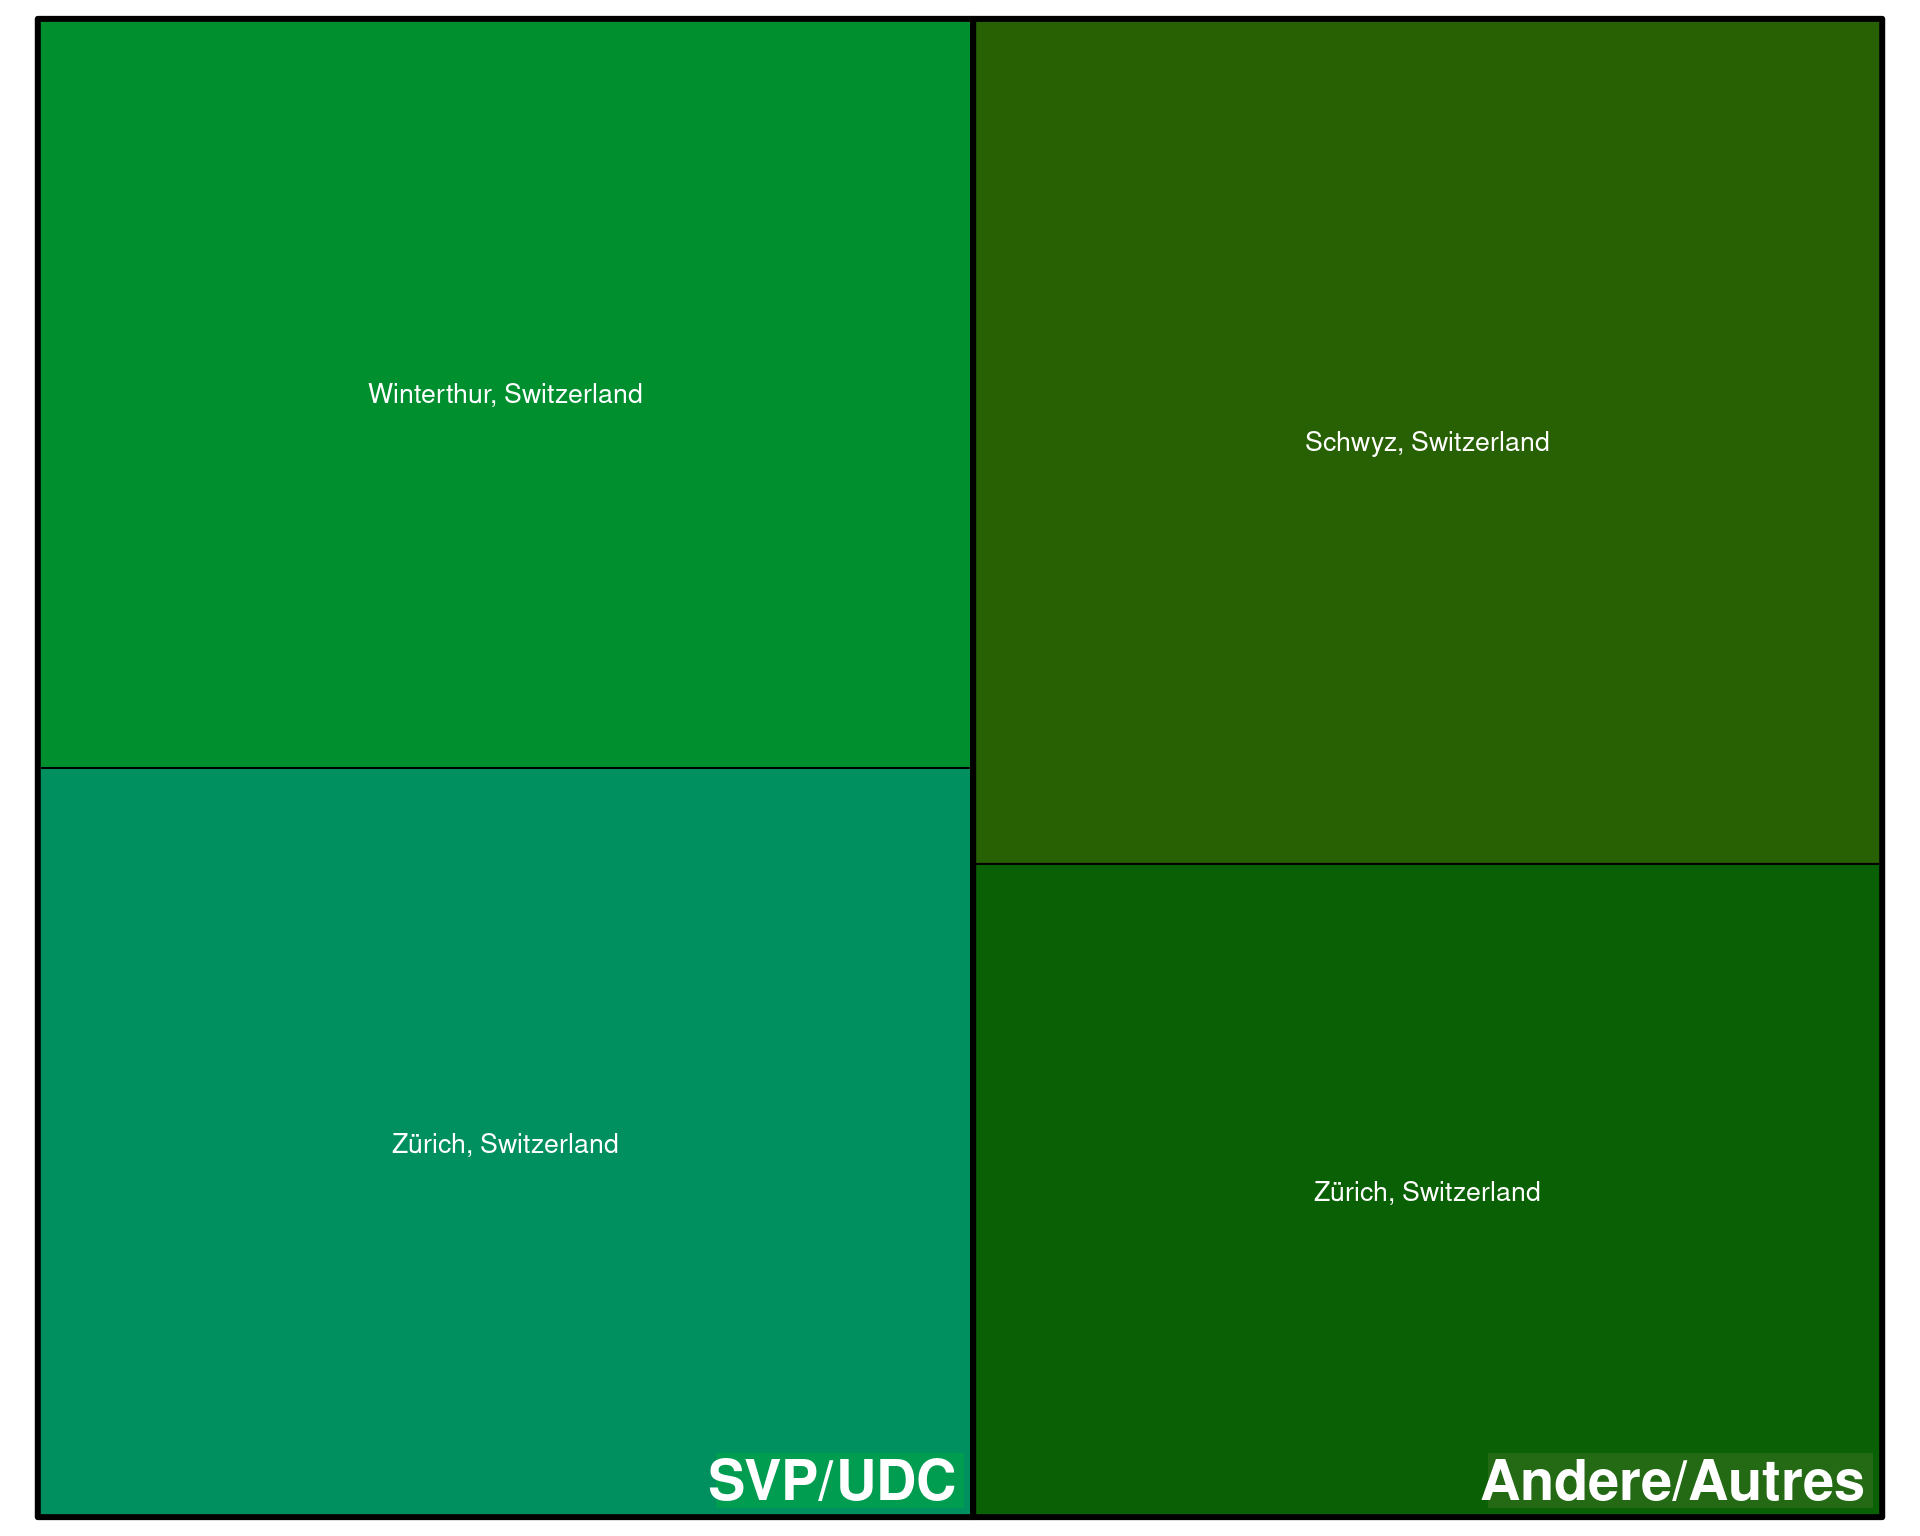 Winterthur, Switzerland
Zürich, Switzerland
SVP/UDC
Schwyz, Switzerland
Zürich, Switzerland
Andere/Autres